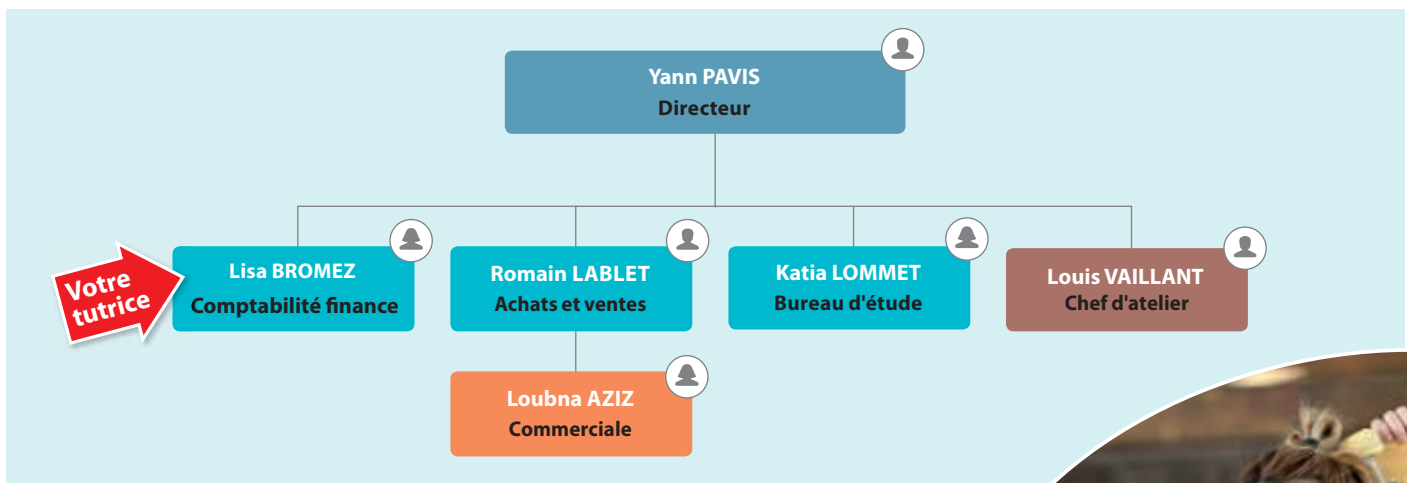 Yann PAVIS
Directeur
Votre
tutrice
Lisa BROMEZ
Comptabilité finance
Romain LABLET
Achats et ventes
Katia LOMMET
Bureau d'étude
Louis VAILLANT
Chef d'atelier
Loubna AZIZ
Commerciale